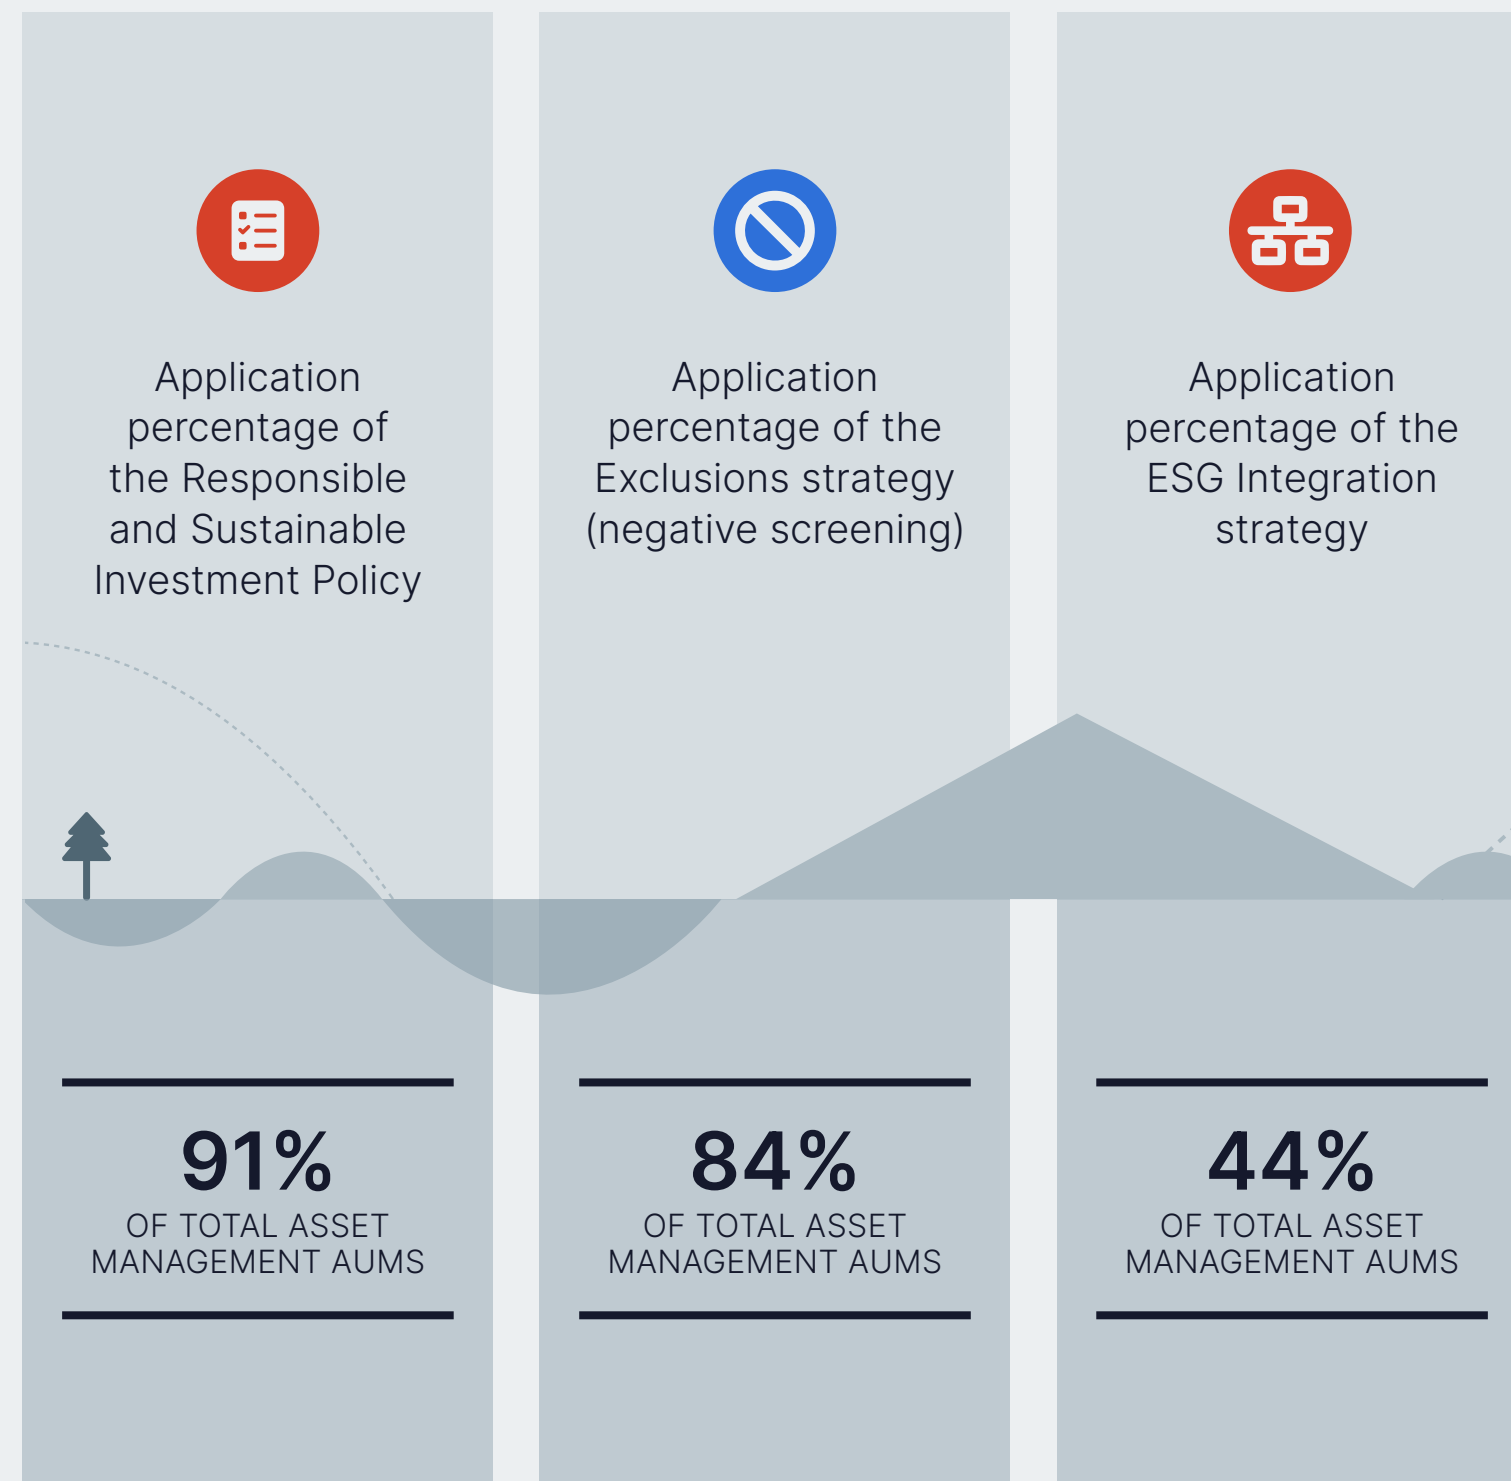 Application
percentage of
the Responsible
and Sustainable
Investment Policy
91%
OF TOTAL ASSET
MANAGEMENT AUMS
Application
percentage of the
Exclusions strategy
(negative screening)
84%
OF TOTAL ASSET
MANAGEMENT AUMS
Application
percentage of the
ESG Integration
strategy
44%
OF TOTAL ASSET
MANAGEMENT AUMS